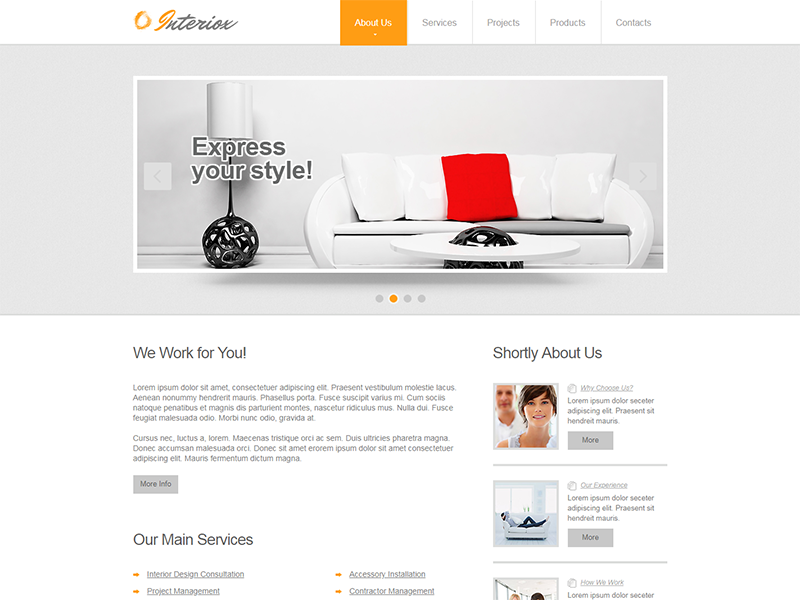 Interiox
About Us
Services
Projects
Products
Contacts
Express
your style!
We Work for You!
Lorem ipsum dolor sit amet, consectetuer adipiscing elit. Praesent vestibulum molestie lacus.
Aenean nonummy hendrerit mauris. Phasellus porta. Fusce suscipit varius mi. Cum sociis
natoque penatibus et magnis dis parturient montes, nascetur ridiculus mus. Nulla dui. Fusce
feugiat malesuada odio. Morbi nunc odio, gravida at.
Cursus nec, luctus a, lorem. Maecenas tristique orci ac sem. Duis ultricies pharetra magna.
Donec accumsan malesuada orci. Donec sit amet erorem ipsum dolor sit amet consectetuer
adipiscing elit. Mauris fermentum dictum magna.
More Info
Our Main Services
Interior Design Consultation
Project Management
Accessory Installation
Contractor Management
Shortly About Us
Why Choose Us?
Lorem ipsum dolor seceter
adipiscing elit. Praesent sit
hendreit mauris.
More
Our Experience
Lorem ipsum dolor seceter
adipiscing elit. Praesent sit
hendreit mauris.
More
How We Work
Lorem ipsum dolor seceter